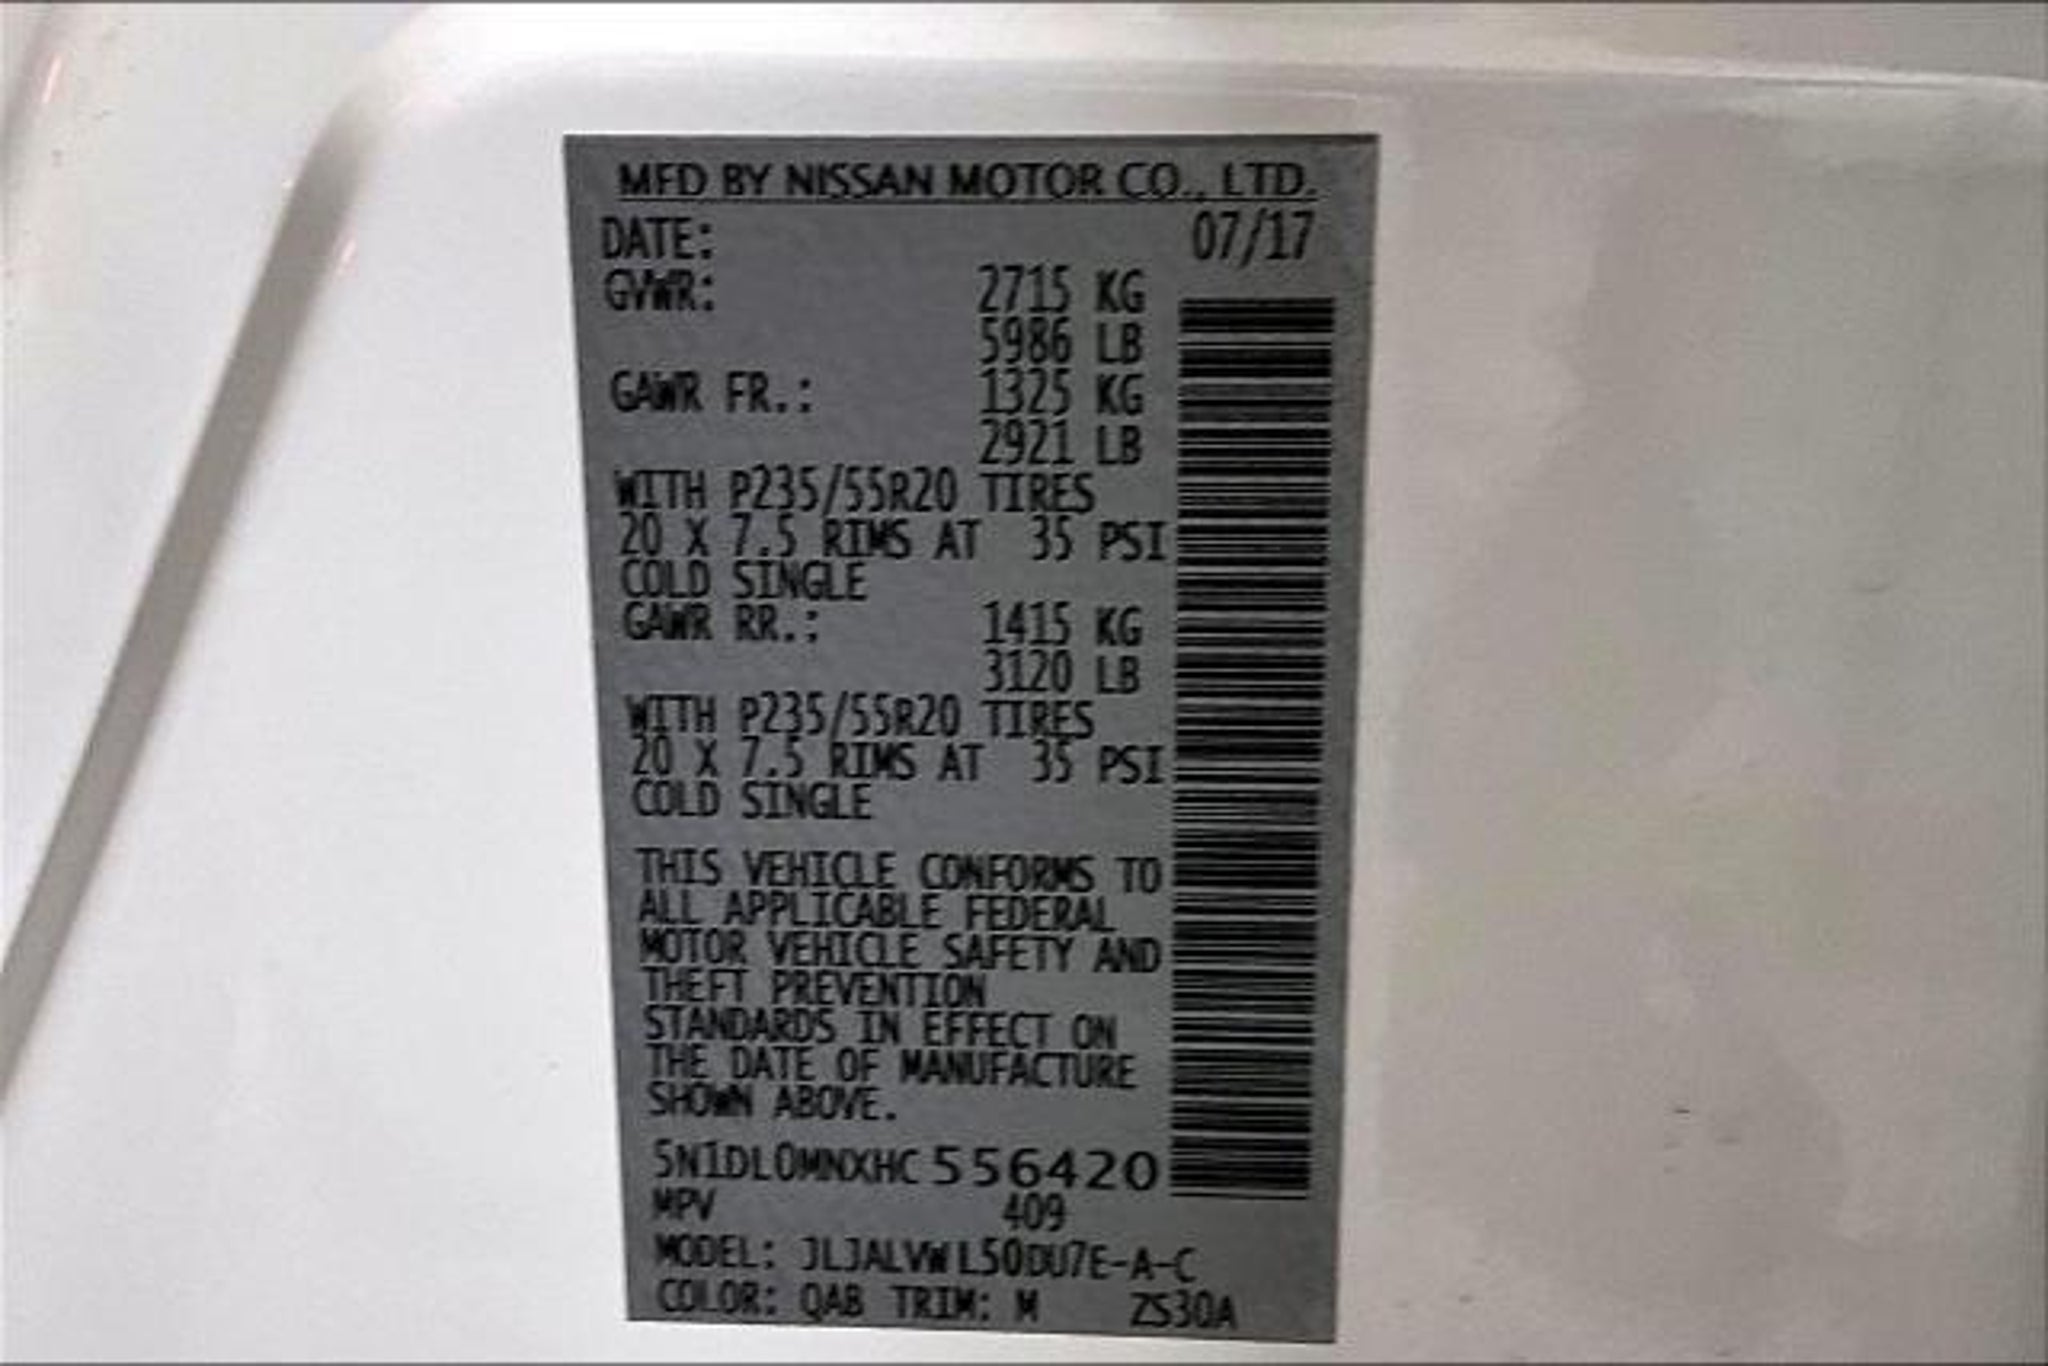 MFD BY NISSAN MOTOR CO., LTD.
DATE: 07/17
GVWR: 2715 KG
5986 LB
GAWR FR.: 1325 KG
2921 LB
WITH P235/55R20 TIRES
20 X 7.5 RIMS AT 35 PSI
COLD SINGLE
GAWR RR.: 1415 KG
3120 LB
WITH P235/55R20 TIRES
20 X 7.5 RIMS AT 35 PSI
COLD SINGLE
THIS VEHICLE CONFORMS TO
ALL APPLICABLE FEDERAL
MOTOR VEHICLE SAFETY AND
THEFT PREVENTION
STANDARDS IN EFFECT ON
THE DATE OF MANUFACTURE
SHOWN ABOVE.
5N1DL0MNXHC556420
MPV 409
MODEL: JLJALVWL50DU7E-A-C
COLOR: QAB TRIM: M ZS30A